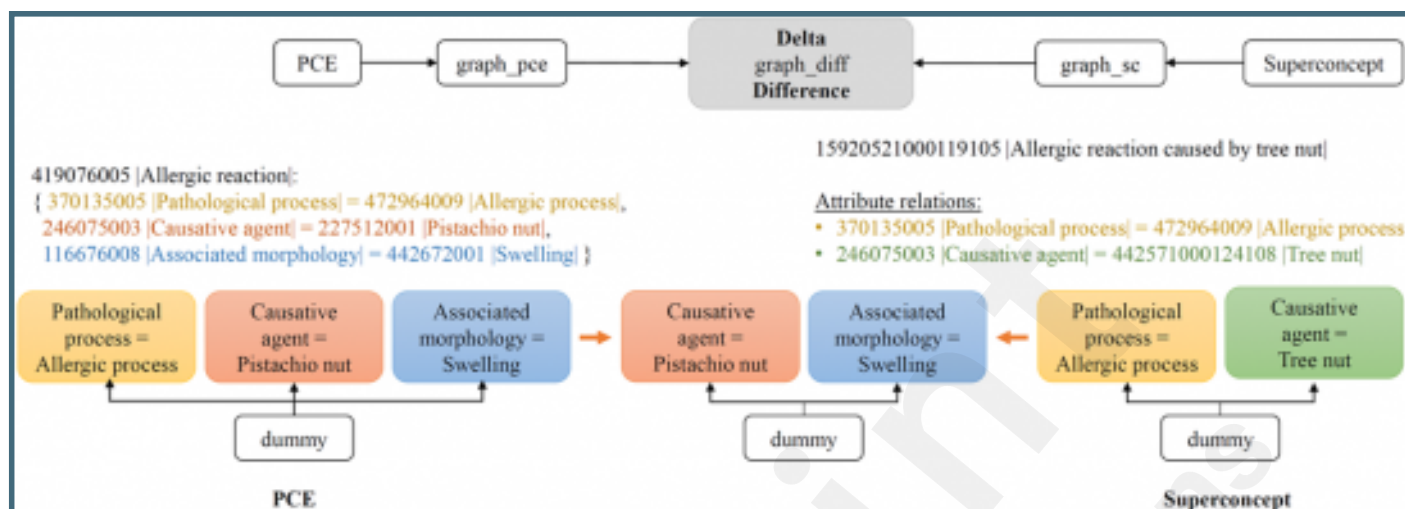 Delta
PCE graph_pce graph_diff graph_sc Superconcept
Difference
15920521000119105 |Allergic reaction caused by tree nut|
419076005 |Allergic reaction|:
{ 370135005 |Pathological process| = 472964009 |Allergic process|,
246075003 |Causative agent| = 227512001 |Pistachio nut|,
116676008 |Associated morphology| = 442672001 |Swelling| }
Attribute relations:
• 370135005 |Pathological process| = 472964009 |Allergic process
• 246075003 |Causative agent| = 442571000124108 |Tree nut|
Pathological
process =
Allergic process
Causative
agent =
Pistachio nut
Associated
morphology =
Swelling
dummy
PCE
Causative
agent =
Pistachio nut
Associated
morphology =
Swelling
dummy
Pathological
process =
Allergic process
Causative
agent =
Tree nut
dummy
Superconcept